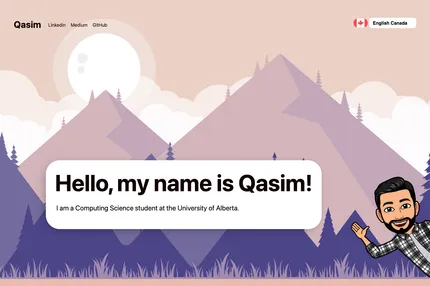 Qasim
Linkedin Medium GitHub
English Canada
Hello, my name is Qasim!
I am a Computing Science student at the University of Alberta.